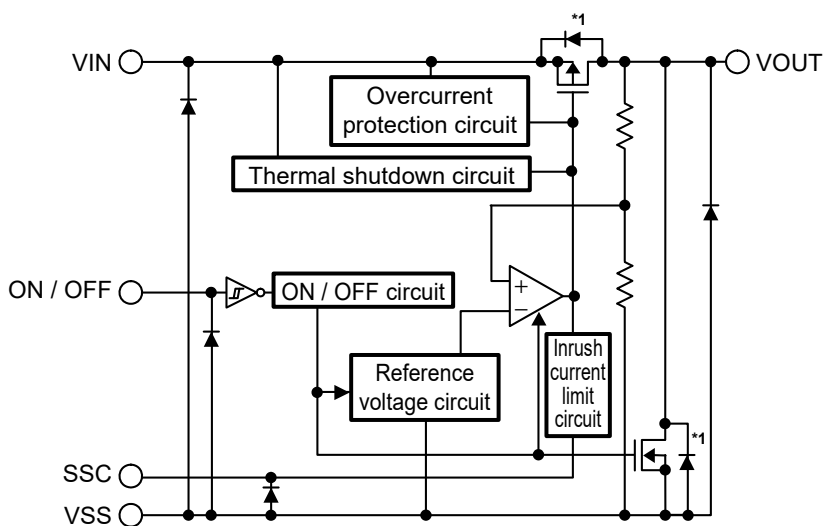 *1
VIN
VOUT
Overcurrent
protection circuit
Thermal shutdown circuit
ON / OFF
ON / OFF circuit
+
−
Reference
voltage circuit
Inrush
current
limit
circuit
*1
SSC
VSS